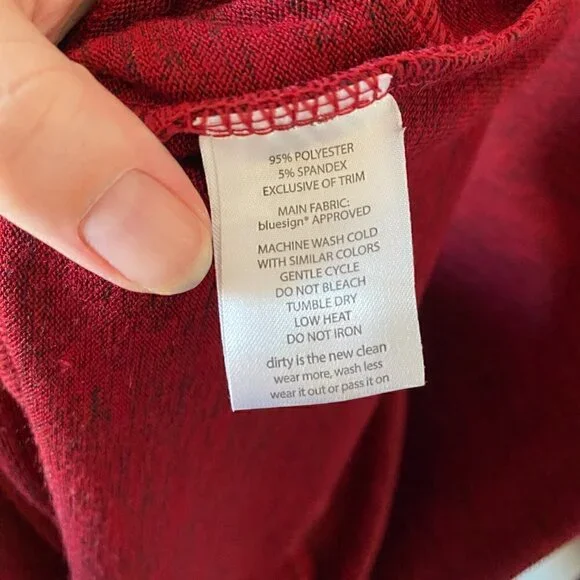 95% POLYESTER
5% SPANDEX
EXCLUSIVE OF TRIM
MAIN FABRIC:
bluesign® APPROVED
MACHINE WASH COLD
WITH SIMILAR COLORS
GENTLE CYCLE
DO NOT BLEACH
TUMBLE DRY
LOW HEAT
DO NOT IRON
dirty is the new clean
wear more, wash less
wear it out or pass it on